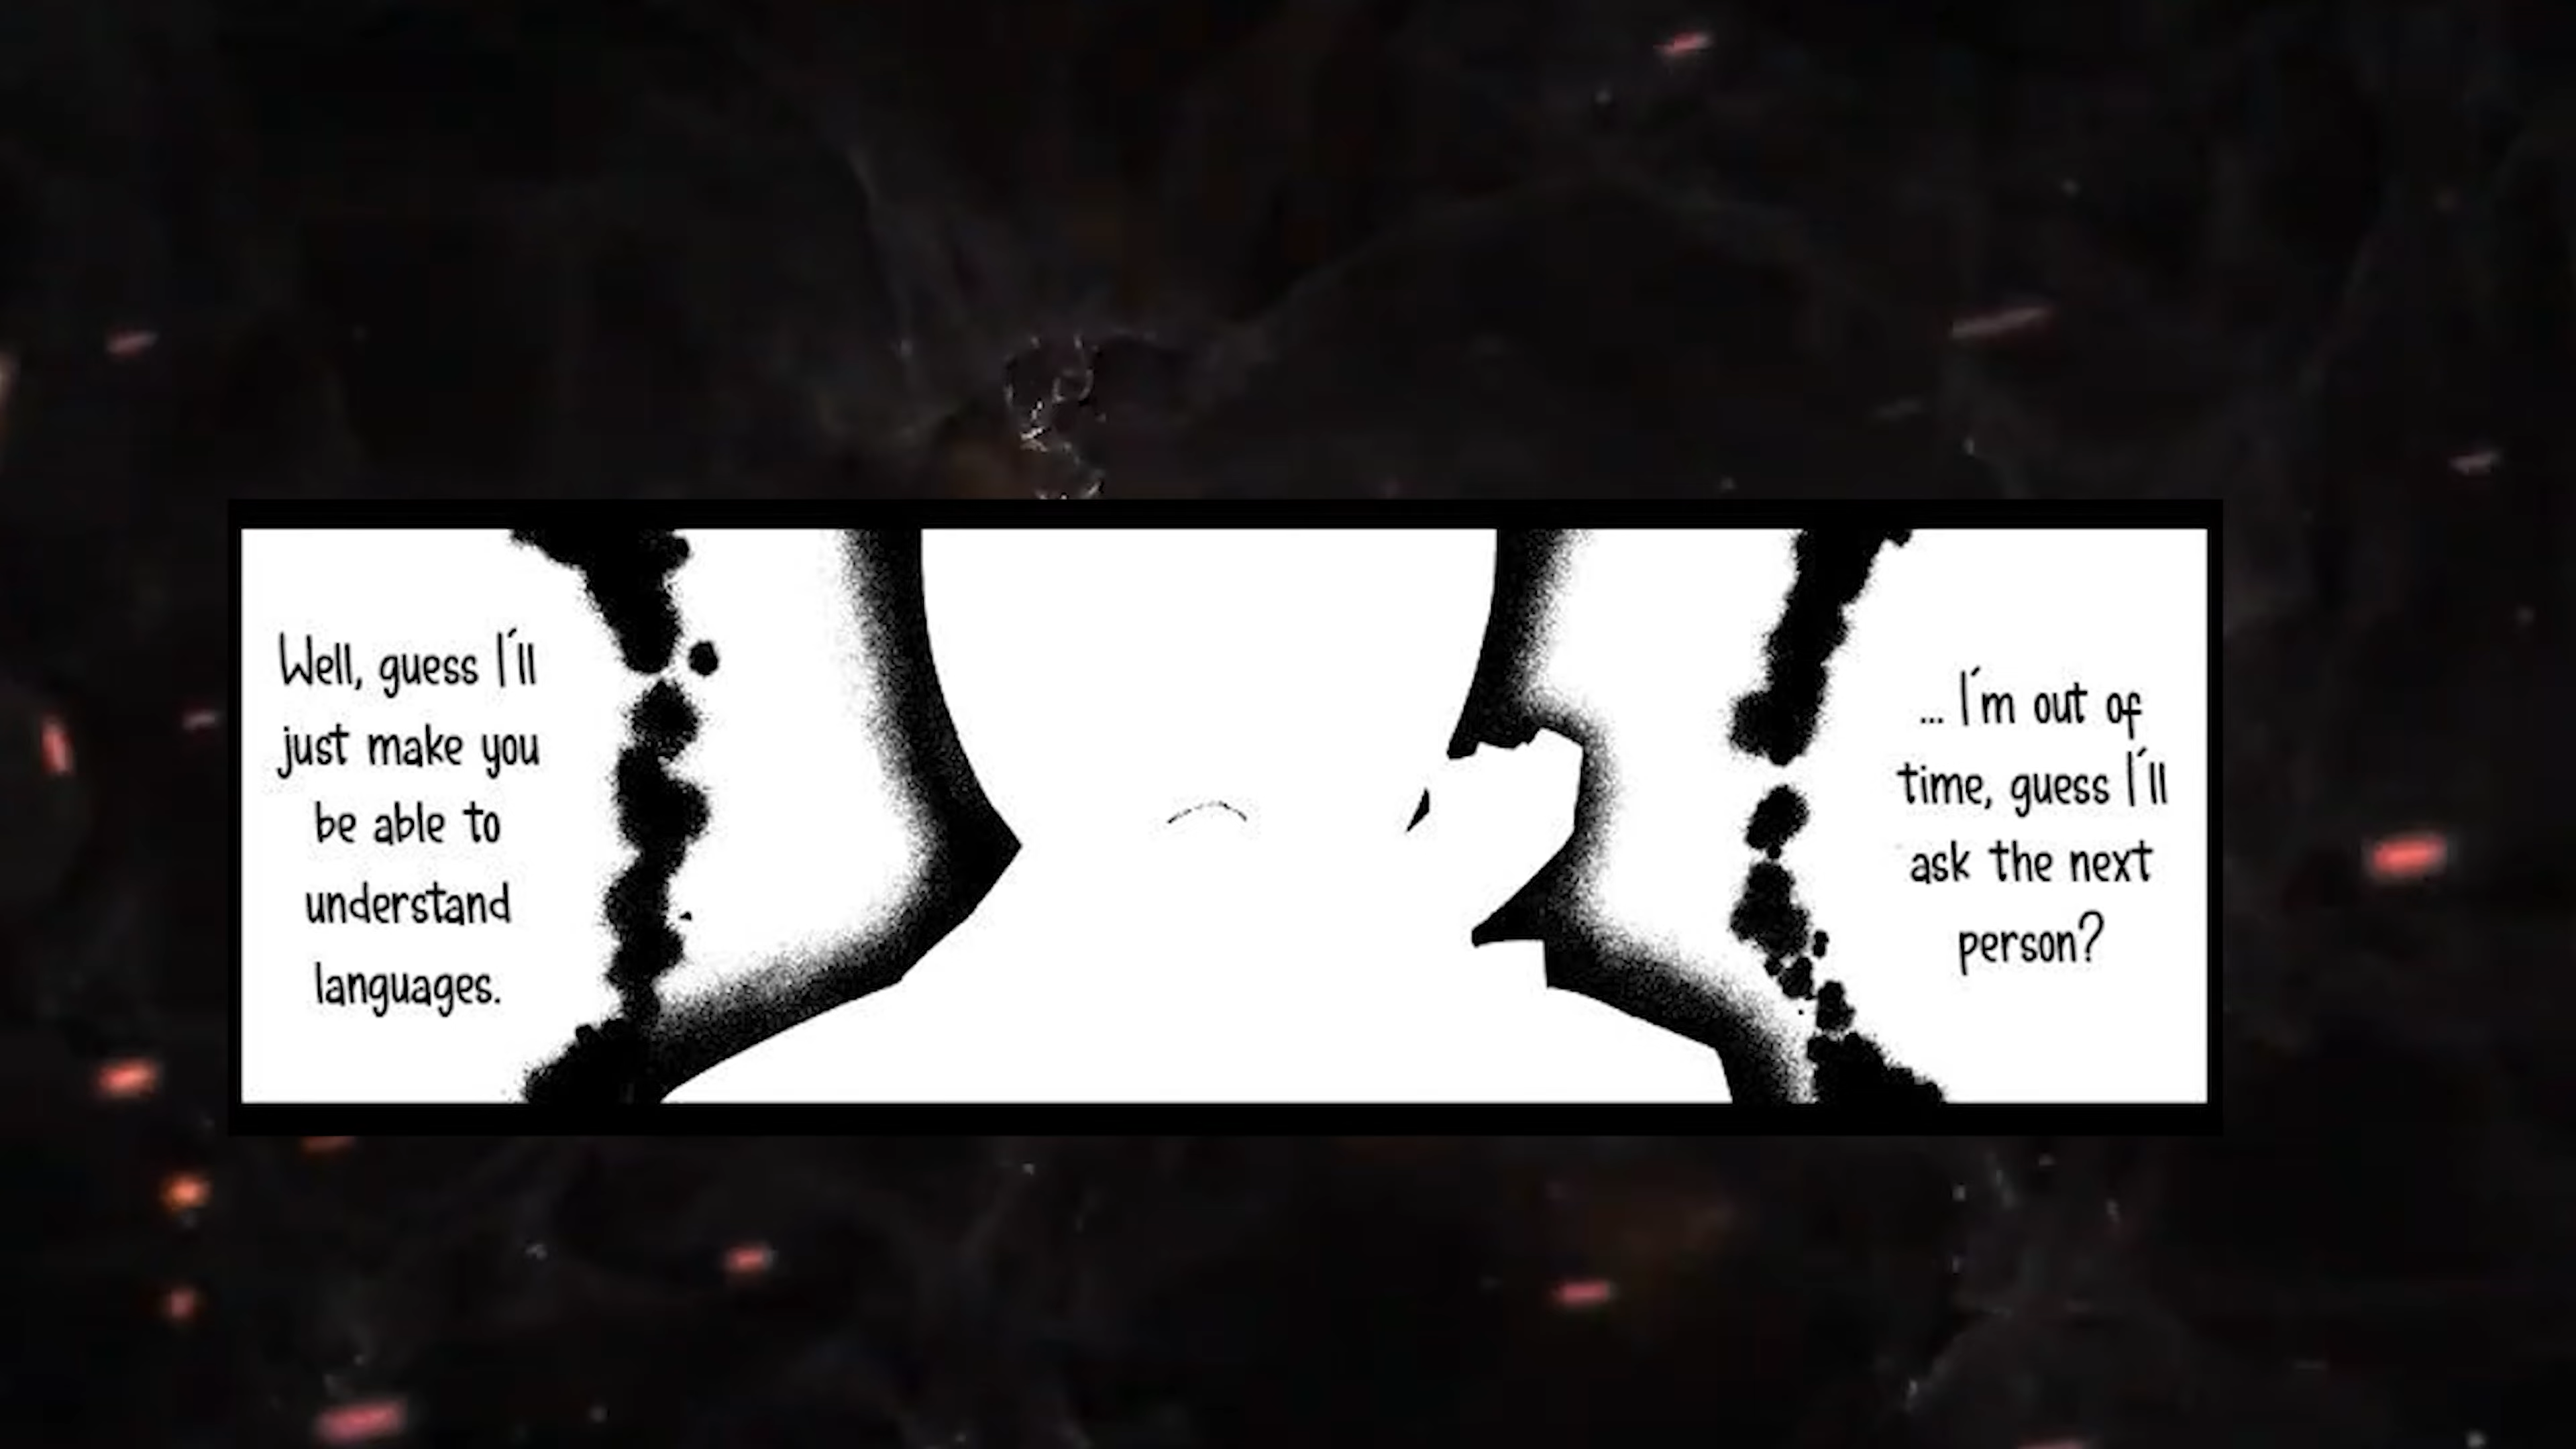 ... I'm out of
time, guess I'll
ask the next
person?
Well, guess I'll
just make you
be able to
understand
languages.